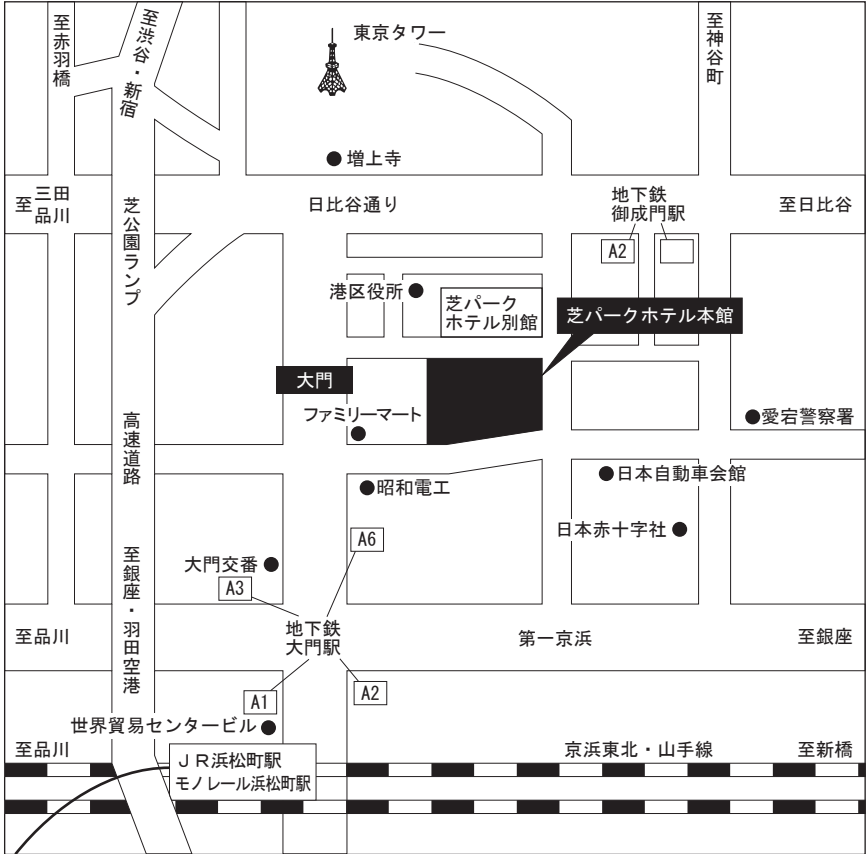 至赤羽橋
至渋谷・新宿
東京タワー
至神谷町
増上寺
至三田
品川
日比谷通り
地下鉄
御成門駅
至日比谷
A2
芝公園ランプ
港区役所
芝パーク
ホテル別館
芝パークホテル本館
大門
ファミリーマート
愛宕警察署
高速道路
昭和電工
日本自動車会館
日本赤十字社
A6
大門交番
A3
至銀座・羽田空港
至品川
地下鉄
大門駅
第一京浜
至銀座
A1
A2
世界貿易センタービル
至品川
ＪＲ浜松町駅
モノレール浜松町駅
京浜東北・山手線
至新橋